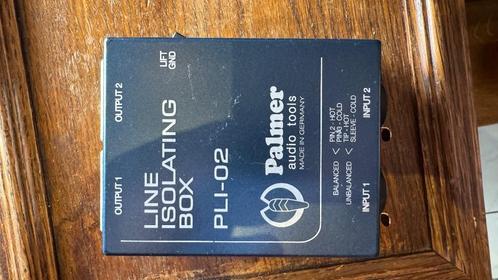 OUTPUT 1
OUTPUT 2
LIFT
GND
LINE
ISOLATING
BOX
PLI-02
Palmer
audio tools
MADE IN GERMANY
BALANCED < PIN 2 - HOT
PIN 3 - COLD
UNBALANCED < TIP - HOT
SLEEVE - COLD
INPUT 1
INPUT 2